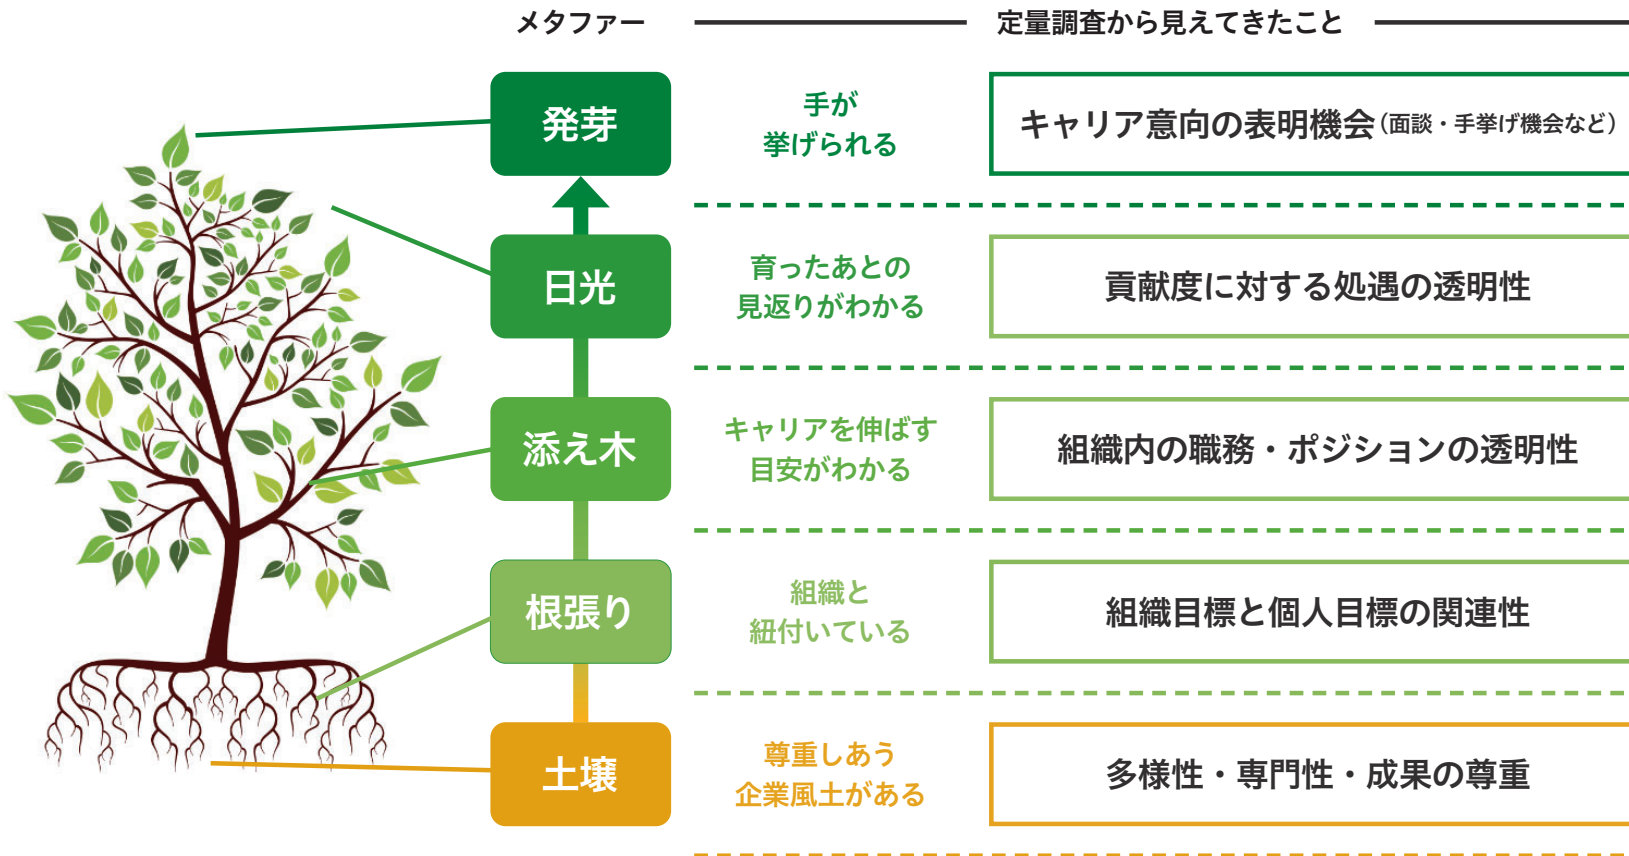 メタファー 定量調査から見えてきたこと
発芽
手が
挙げられる
キャリア意向の表明機会(面談・手挙げ機会など)
日光
育ったあとの
見返りがわかる
貢献度に対する処遇の透明性
添え木
キャリアを伸ばす
目安がわかる
組織内の職務・ポジションの透明性
根張り
組織と
紐付いている
組織目標と個人目標の関連性
土壌
尊重しあう
企業風土がある
多様性・専門性・成果の尊重